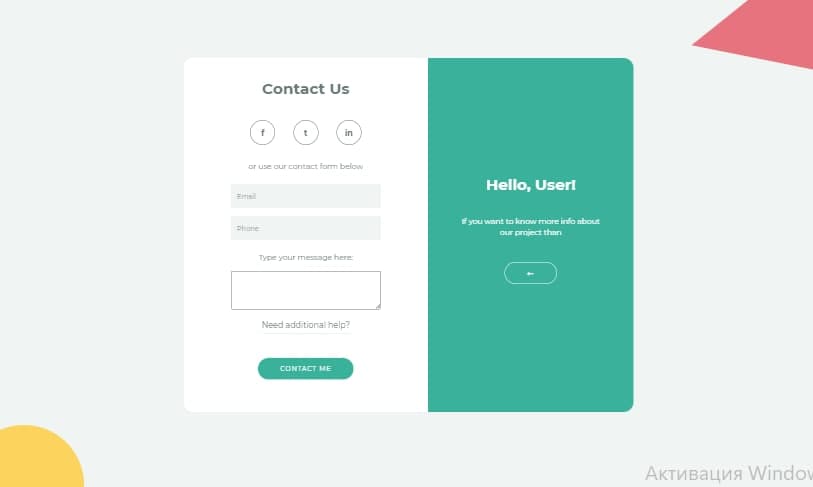 Contact Us
f
t
in
or use our contact form below
Email
Phone
Type your message here:
Need additional help?
CONTACT ME
Hello, User!
If you want to know more info about
our project than
←
Активация Window